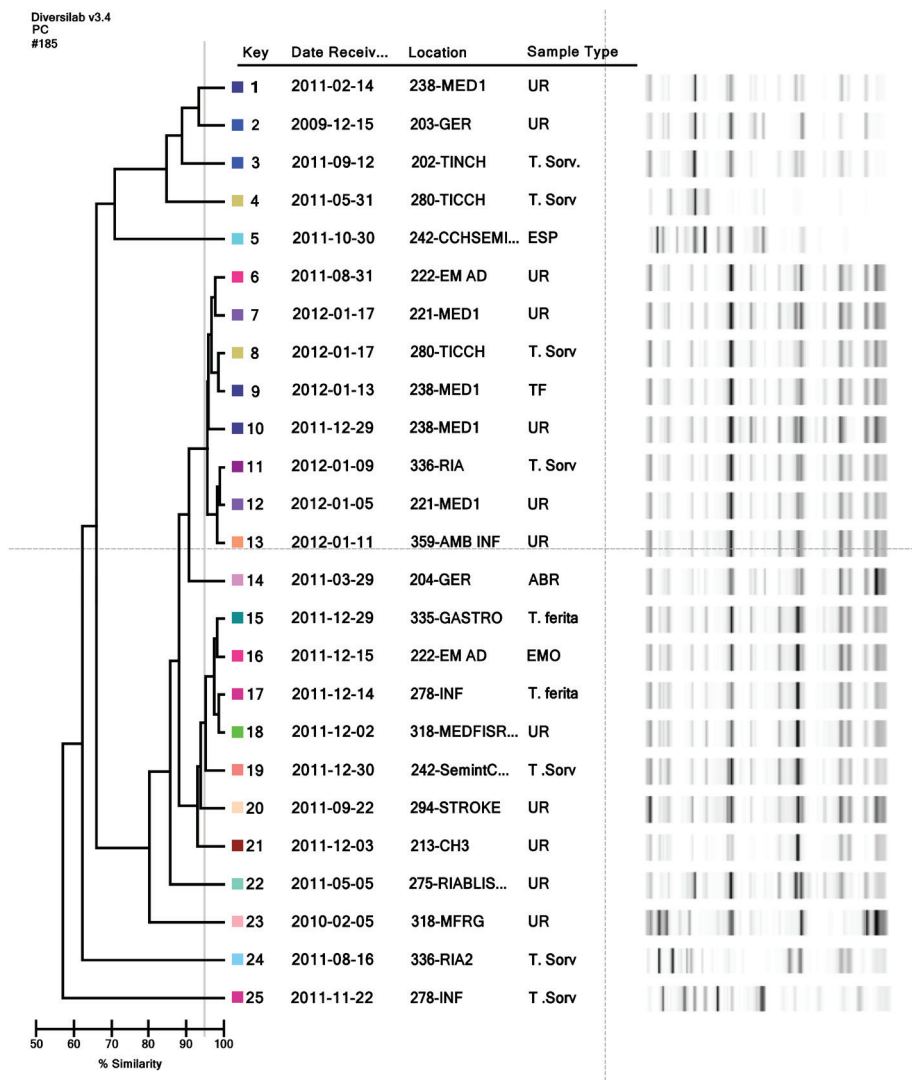 Diversilab v3.4
PC
#185
Key Date Receiv... Location Sample Type
1 2011-02-14 238-MED1 UR
2 2009-12-15 203-GER UR
3 2011-09-12 202-TINCH T. Sorv.
4 2011-05-31 280-TICCH T. Sorv
5 2011-10-30 242-CCHSEMI... ESP
6 2011-08-31 222-EM AD UR
7 2012-01-17 221-MED1 UR
8 2012-01-17 280-TICCH T. Sorv
9 2012-01-13 238-MED1 TF
10 2011-12-29 238-MED1 UR
11 2012-01-09 336-RIA T. Sorv
12 2012-01-05 221-MED1 UR
13 2012-01-11 359-AMB INF UR
14 2011-03-29 204-GER ABR
15 2011-12-29 335-GASTRO T. ferita
16 2011-12-15 222-EM AD EMO
17 2011-12-14 278-INF T. ferita
18 2011-12-02 318-MEDFISR... UR
19 2011-12-30 242-SemintC... T .Sorv
20 2011-09-22 294-STROKE UR
21 2011-12-03 213-CH3 UR
22 2011-05-05 275-RIABLIS... UR
23 2010-02-05 318-MFRG UR
24 2011-08-16 336-RIA2 T. Sorv
25 2011-11-22 278-INF T .Sorv
50 60 70 80 90 100
% Similarity